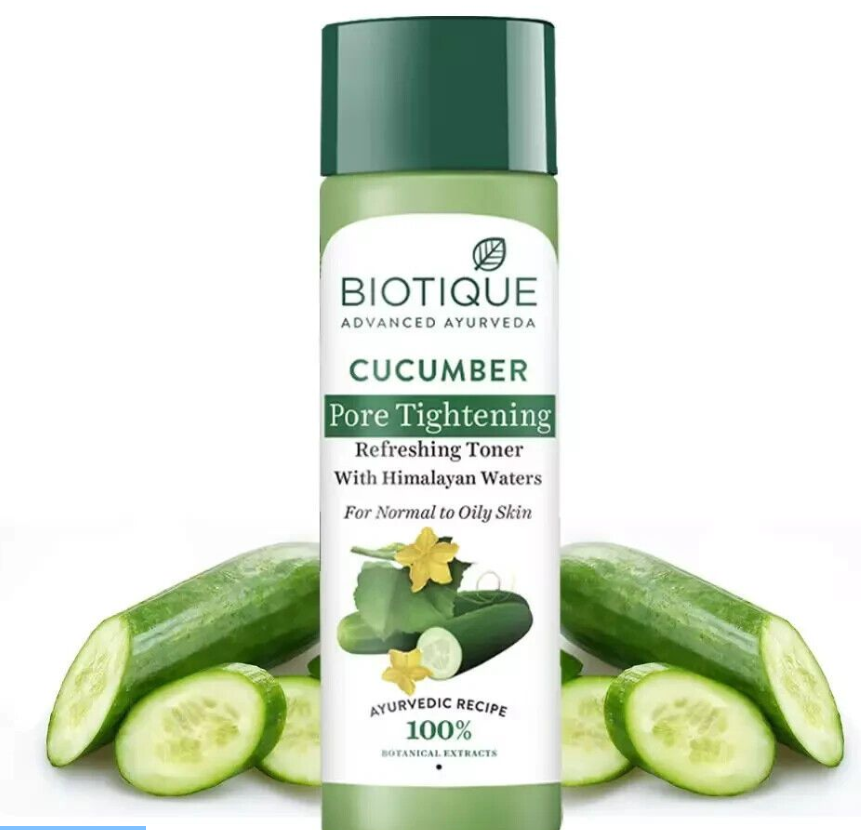 BIOTIQUE
ADVANCED AYURVEDA
CUCUMBER
Pore Tightening
Refreshing Toner
With Himalayan Waters
For Normal to Oily Skin
AYURVEDIC RECIPE
100%
BOTANICAL EXTRACTS